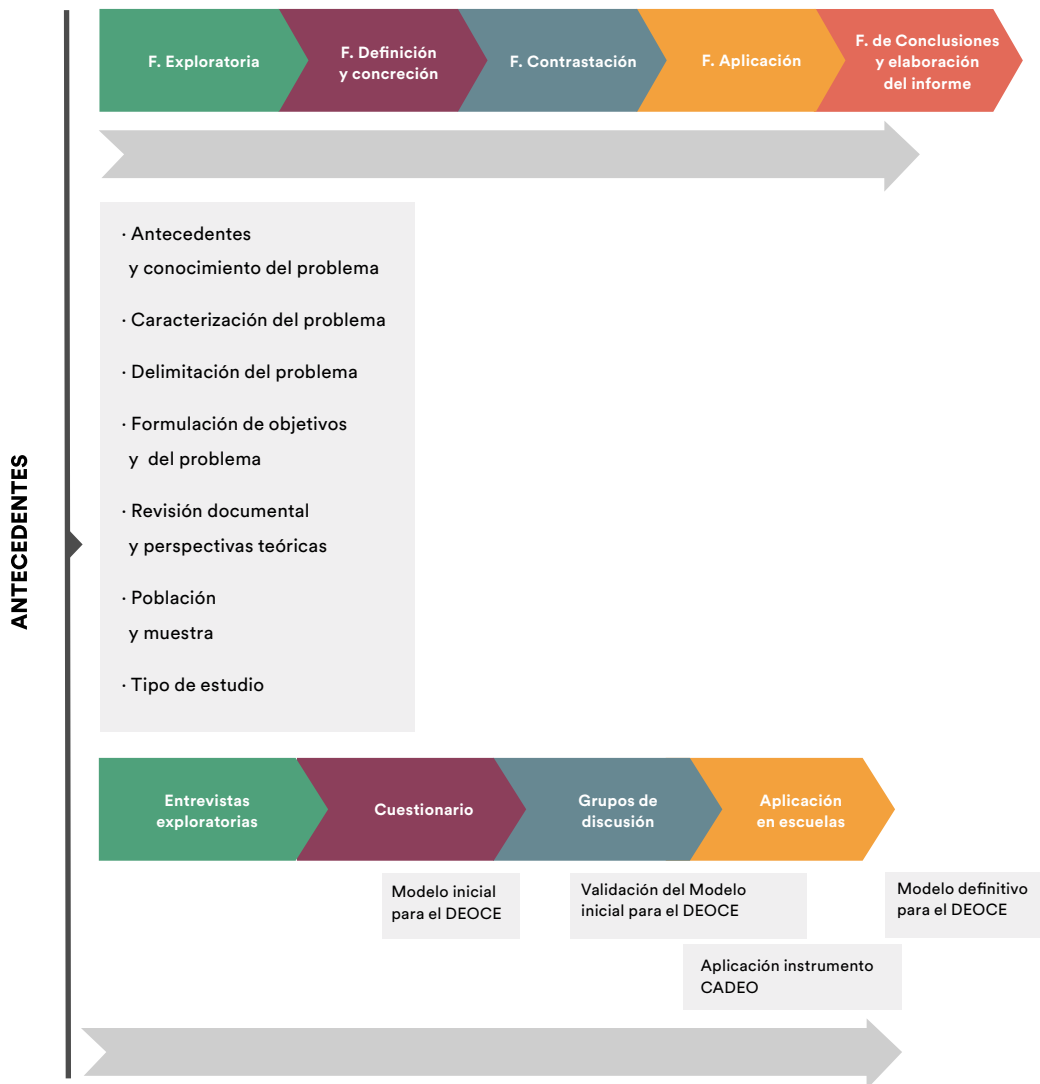 ANTECEDENTES
F. Exploratoria
F. Definición
y concreción
F. Contrastación
F. Aplicación
F. de Conclusiones
y elaboración
del informe
· Antecedentes
y conocimiento del problema
· Caracterización del problema
· Delimitación del problema
· Formulación de objetivos
y  del problema
· Revisión documental
y perspectivas teóricas
· Población
y muestra
· Tipo de estudio
Entrevistas
exploratorias
Cuestionario
Grupos de
discusión
Aplicación
en escuelas
Modelo inicial
para el DEOCE
Validación del Modelo
inicial para el DEOCE
Modelo definitivo
para el DEOCE
Aplicación instrumento
CADEO